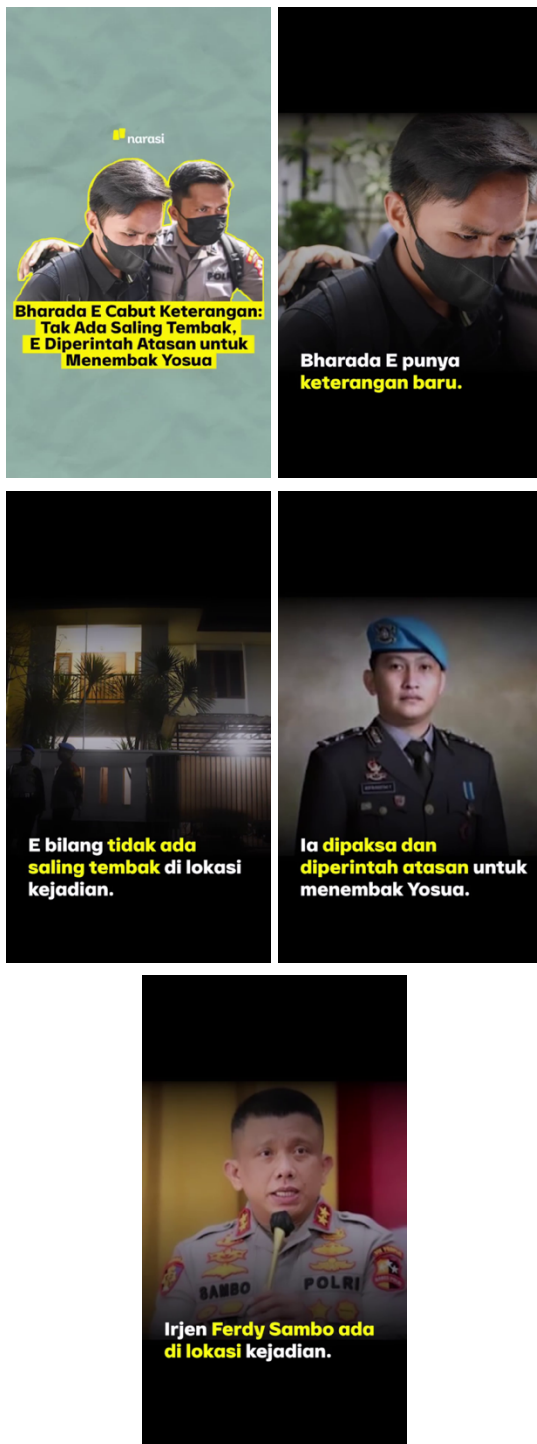 narasi
POLRI
Bharada E Cabut Keterangan:
Tak Ada Saling Tembak,
E Diperintah Atasan untuk
Menembak Yosua
Bharada E punya
keterangan baru.
E bilang tidak ada
saling tembak di lokasi
kejadian.
Ia dipaksa dan
diperintah atasan untuk
menembak Yosua.
SAMBO POLRI
Irjen Ferdy Sambo ada
di lokasi kejadian.